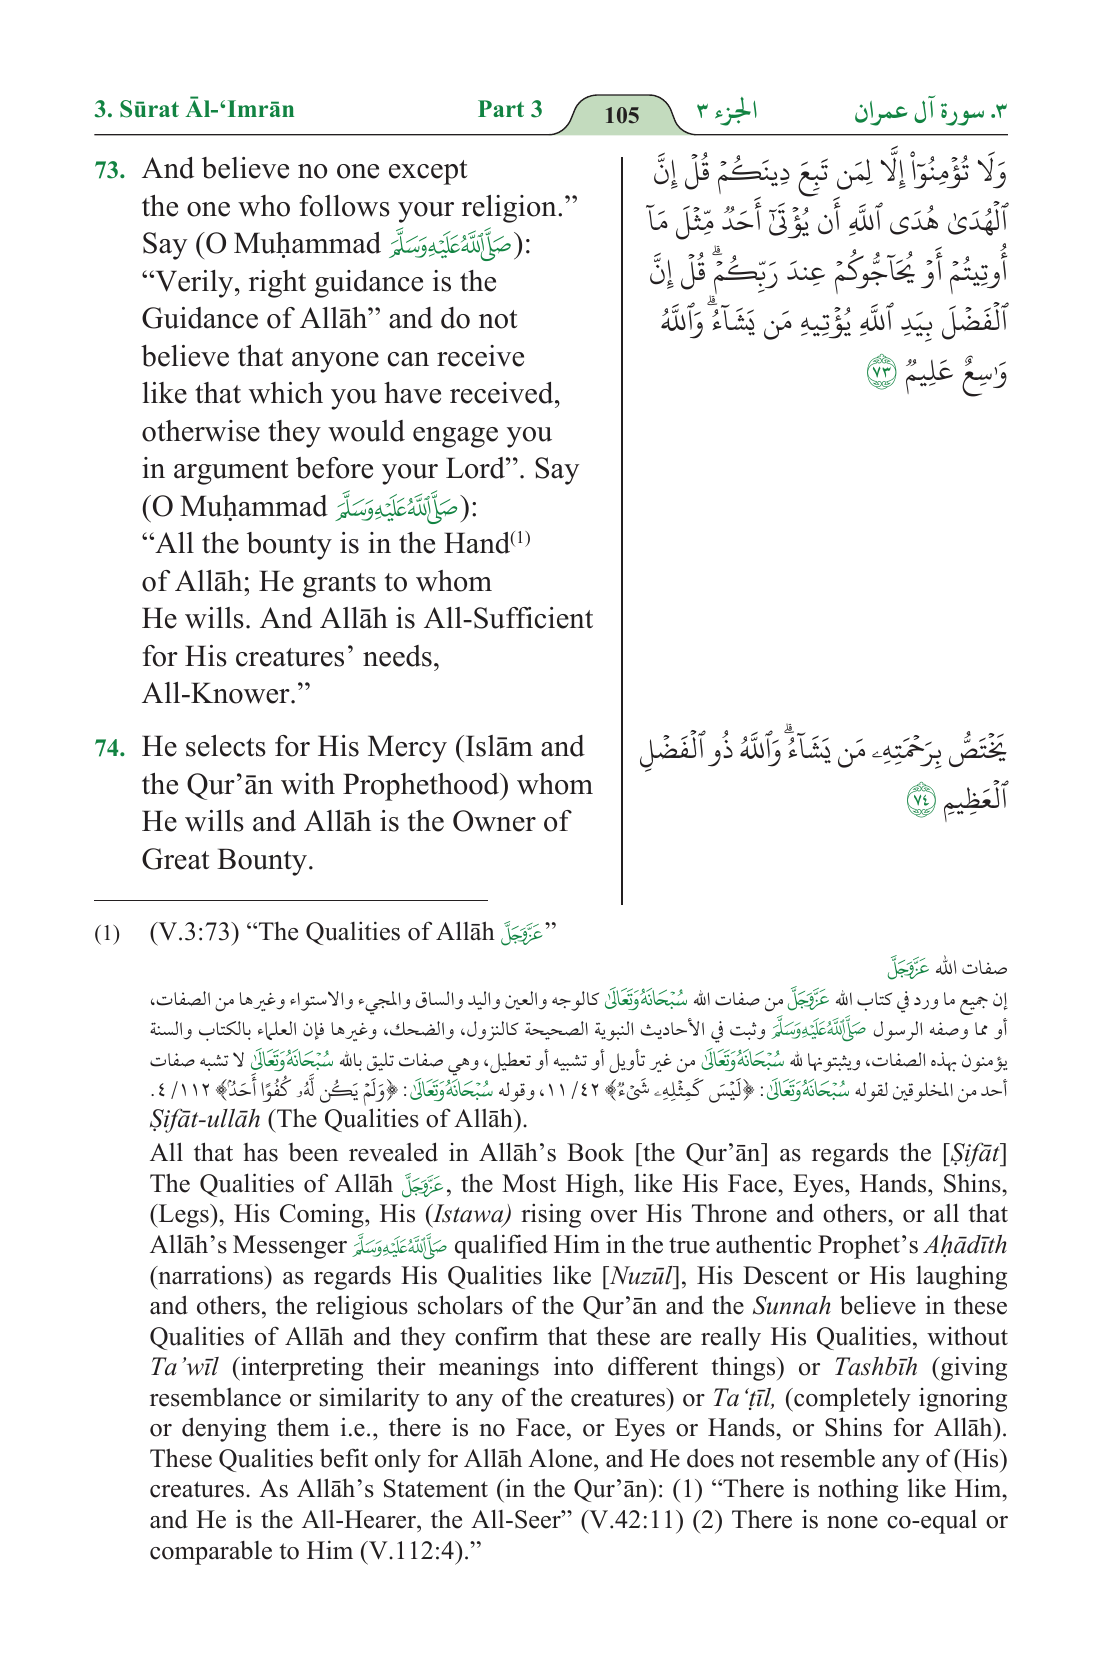 3. Sūrat Āl-‘Imrān
Part 3
105
الجزء ٣
٣. سورة آل عمران
73. And believe no one except
the one who follows your religion.”
Say (O Muḥammad ﷺ):
“Verily, right guidance is the
Guidance of Allāh” and do not
believe that anyone can receive
like that which you have received,
otherwise they would engage you
in argument before your Lord”. Say
(O Muḥammad ﷺ):
“All the bounty is in the Hand(1)
of Allāh; He grants to whom
He wills. And Allāh is All-Sufficient
for His creatures’ needs,
All-Knower.”
وَلَا تُؤْمِنُوٓا۟ إِلَّا لِمَن تَبِعَ دِينَكُمْ قُلْ إِنَّ
ٱلْهُدَىٰ هُدَى ٱللَّهِ أَن يُؤْتَىٰٓ أَحَدٌ مِّثْلَ مَآ
أُوتِيتُمْ أَوْ يُحَآجُّوكُمْ عِندَ رَبِّكُمْ ۗ قُلْ إِنَّ
ٱلْفَضْلَ بِيَدِ ٱللَّهِ يُؤْتِيهِ مَن يَشَآءُ ۗ وَٱللَّهُ
وَٰسِعٌ عَلِيمٌ ٧٣
74. He selects for His Mercy (Islām and
the Qur’ān with Prophethood) whom
He wills and Allāh is the Owner of
Great Bounty.
يَخْتَصُّ بِرَحْمَتِهِۦ مَن يَشَآءُ ۗ وَٱللَّهُ ذُو ٱلْفَضْلِ
ٱلْعَظِيمِ ٧٤
(1) (V.3:73) “The Qualities of Allāh عَزَّوَجَلَّ”
صفات الله عَزَّوَجَلَّ
إن جميع ما ورد في كتاب الله عَزَّوَجَلَّ من صفات الله سُبْحَانَهُ وَتَعَالَىٰ كالوجه والعين واليد والساق والمجيء والاستواء وغيرها من الصفات،
أو مما وصفه الرسول صَلَّى ٱللَّهُ عَلَيْهِ وَسَلَّمَ وثبت في الأحاديث النبوية الصحيحة كالنزول، والضحك، وغيرها فإن العلماء بالكتاب والسنة
يؤمنون بهذه الصفات، ويثبتونها لله سُبْحَانَهُ وَتَعَالَىٰ من غير تأويل أو تشبيه أو تعطيل، وهي صفات تليق بالله سُبْحَانَهُ وَتَعَالَىٰ لا تشبه صفات
أحد من المخلوقين لقوله سُبْحَانَهُ وَتَعَالَىٰ: ﴿لَيْسَ كَمِثْلِهِۦ شَىْءٌ﴾ ٤٢/ ١١، وقوله سُبْحَانَهُ وَتَعَالَىٰ: ﴿وَلَمْ يَكُن لَّهُۥ كُفُوًا أَحَدٌۢ﴾ ١١٢/ ٤.
Ṣifāt-ullāh (The Qualities of Allāh).
All that has been revealed in Allāh’s Book [the Qur’ān] as regards the [Ṣifāt]
The Qualities of Allāh عَزَّوَجَلَّ, the Most High, like His Face, Eyes, Hands, Shins,
(Legs), His Coming, His (Istawa) rising over His Throne and others, or all that
Allāh’s Messenger ﷺ qualified Him in the true authentic Prophet’s Aḥādīth
(narrations) as regards His Qualities like [Nuzūl], His Descent or His laughing
and others, the religious scholars of the Qur’ān and the Sunnah believe in these
Qualities of Allāh and they confirm that these are really His Qualities, without
Ta’wīl (interpreting their meanings into different things) or Tashbīh (giving
resemblance or similarity to any of the creatures) or Ta‘ṭīl, (completely ignoring
or denying them i.e., there is no Face, or Eyes or Hands, or Shins for Allāh).
These Qualities befit only for Allāh Alone, and He does not resemble any of (His)
creatures. As Allāh’s Statement (in the Qur’ān): (1) “There is nothing like Him,
and He is the All-Hearer, the All-Seer” (V.42:11) (2) There is none co-equal or
comparable to Him (V.112:4).”